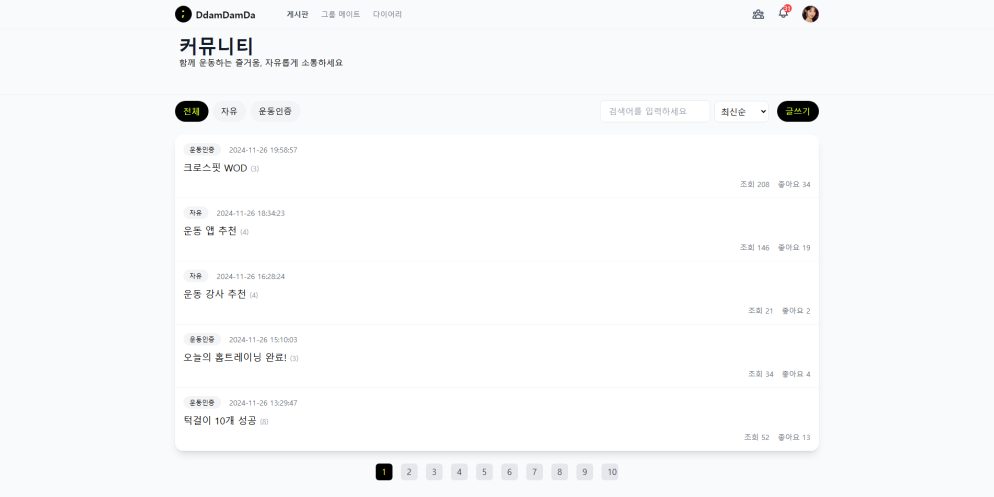 DdamDamDa 게시판 그룹 메이트 다이어리
커뮤니티
함께 운동하는 즐거움, 자유롭게 소통하세요
전체 자유 운동인증 검색어를 입력하세요 최신순 글쓰기
운동인증 2024-11-26 19:58:57
크로스핏 WOD (3)
조회 208 좋아요 34
자유 2024-11-26 18:34:23
운동 앱 추천 (4)
조회 146 좋아요 19
자유 2024-11-26 16:28:24
운동 강사 추천 (4)
조회 21 좋아요 2
운동인증 2024-11-26 15:10:03
오늘의 홈트레이닝 완료! (3)
조회 34 좋아요 4
운동인증 2024-11-26 13:29:47
턱걸이 10개 성공 (8)
조회 52 좋아요 13
1 2 3 4 5 6 7 8 9 10